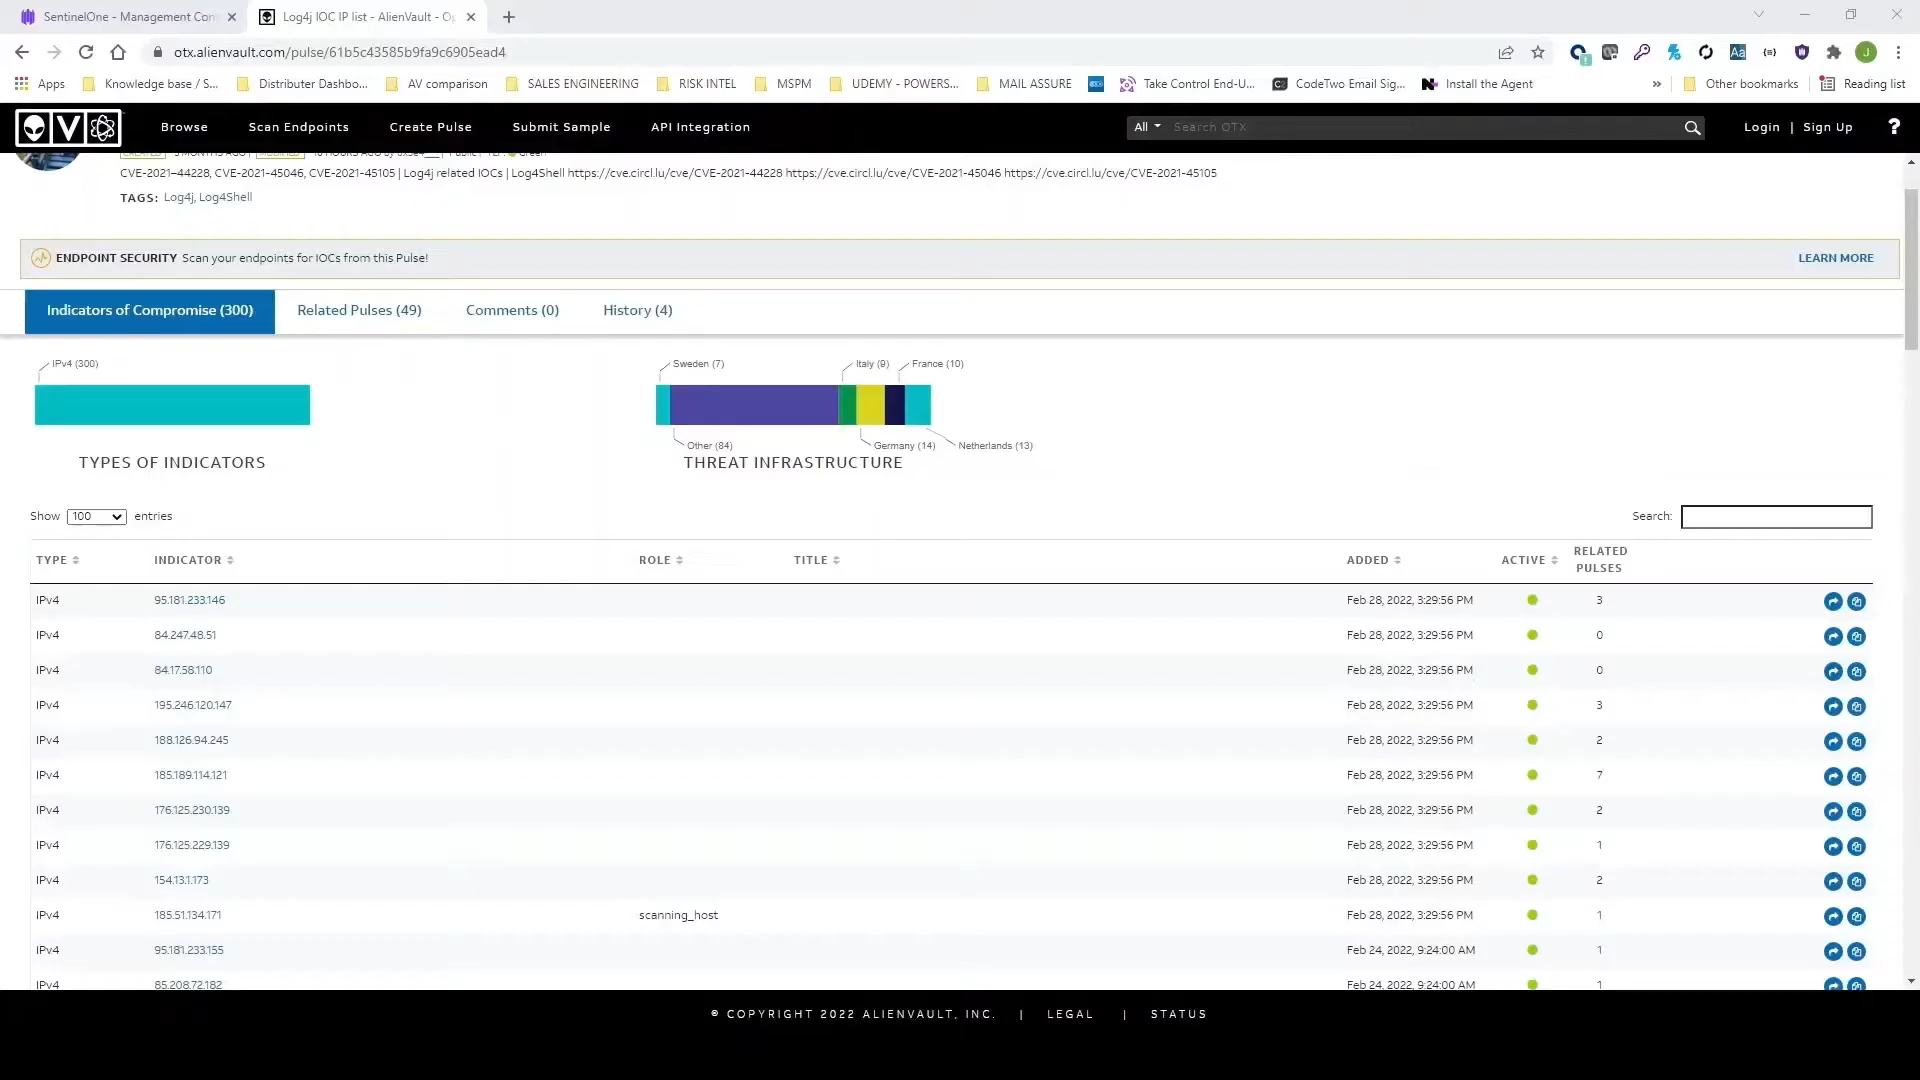 SentinelOne - Management Con
Log4j IOC IP list - AlienVault - O
otx.alienvault.com/pulse/61b5c43585b9fa9c6905ead4
J
Apps
Knowledge base / S...
Distributer Dashbo...
AV comparison
SALES ENGINEERING
RISK INTEL
MSPM
UDEMY - POWERS...
MAIL ASSURE
Take Control End-U...
CodeTwo Email Sig...
Install the Agent
»
Other bookmarks
Reading list
Browse
Scan Endpoints
Create Pulse
Submit Sample
API Integration
All
Search OTX
Login | Sign Up
?
CVE-2021–44228, CVE-2021-45046, CVE-2021-45105 | Log4j related IOCs | Log4Shell https://cve.circl.lu/cve/CVE-2021-44228 https://cve.circl.lu/cve/CVE-2021-45046 https://cve.circl.lu/cve/CVE-2021-45105
TAGS: Log4j, Log4Shell
ENDPOINT SECURITY Scan your endpoints for IOCs from this Pulse!
LEARN MORE
Indicators of Compromise (300)
Related Pulses (49)
Comments (0)
History (4)
IPv4 (300)
Sweden (7)
Italy (9)
France (10)
Other (84)
Germany (14)
Netherlands (13)
TYPES OF INDICATORS
THREAT INFRASTRUCTURE
Show 100 entries
Search:
TYPE INDICATOR ROLE TITLE ADDED ACTIVE RELATED PULSES
IPv4 95.181.233.146 Feb 28, 2022, 3:29:56 PM 3
IPv4 84.247.48.51 Feb 28, 2022, 3:29:56 PM 0
IPv4 84.17.58.110 Feb 28, 2022, 3:29:56 PM 0
IPv4 195.246.120.147 Feb 28, 2022, 3:29:56 PM 3
IPv4 188.126.94.245 Feb 28, 2022, 3:29:56 PM 2
IPv4 185.189.114.121 Feb 28, 2022, 3:29:56 PM 7
IPv4 176.125.230.139 Feb 28, 2022, 3:29:56 PM 2
IPv4 176.125.229.139 Feb 28, 2022, 3:29:56 PM 1
IPv4 154.13.1.173 Feb 28, 2022, 3:29:56 PM 2
IPv4 185.51.134.171 scanning_host Feb 28, 2022, 3:29:56 PM 1
IPv4 95.181.233.155 Feb 24, 2022, 9:24:00 AM 1
IPv4 85.208.72.182 Feb 24, 2022, 9:24:00 AM 1
© COPYRIGHT 2022 ALIENVAULT, INC. | LEGAL | STATUS